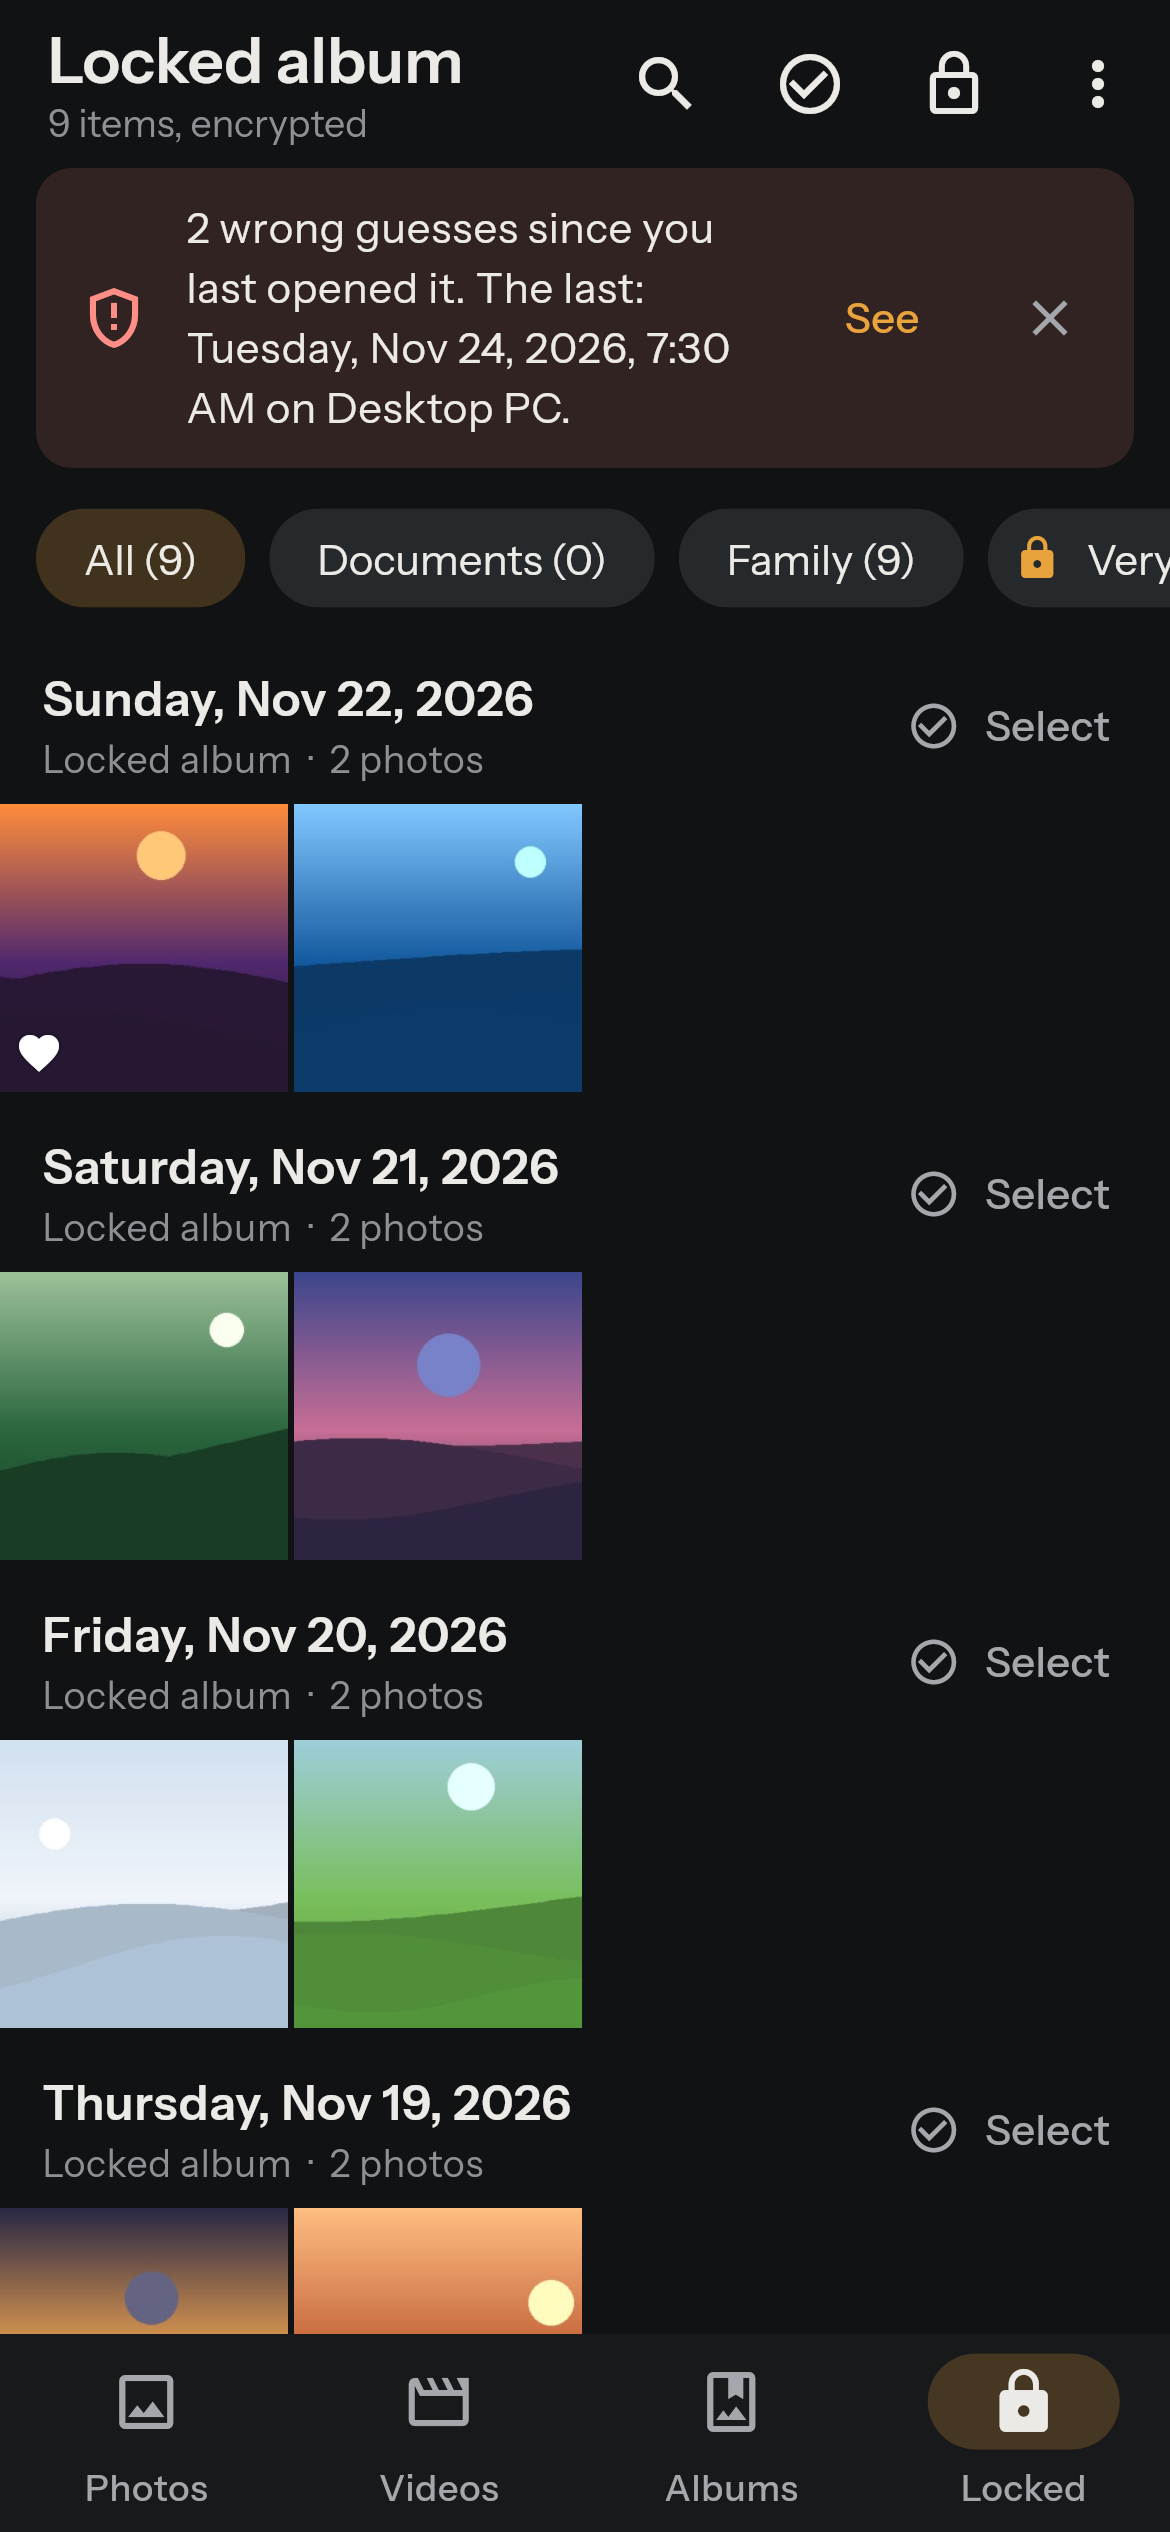 Locked album
9 items, encrypted
2 wrong guesses since you
last opened it. The last:
Tuesday, Nov 24, 2026, 7:30
AM on Desktop PC.
See
All (9)
Documents (0)
Family (9)
Very
Sunday, Nov 22, 2026
Locked album · 2 photos
Select
Saturday, Nov 21, 2026
Locked album · 2 photos
Select
Friday, Nov 20, 2026
Locked album · 2 photos
Select
Thursday, Nov 19, 2026
Locked album · 2 photos
Select
Photos
Videos
Albums
Locked